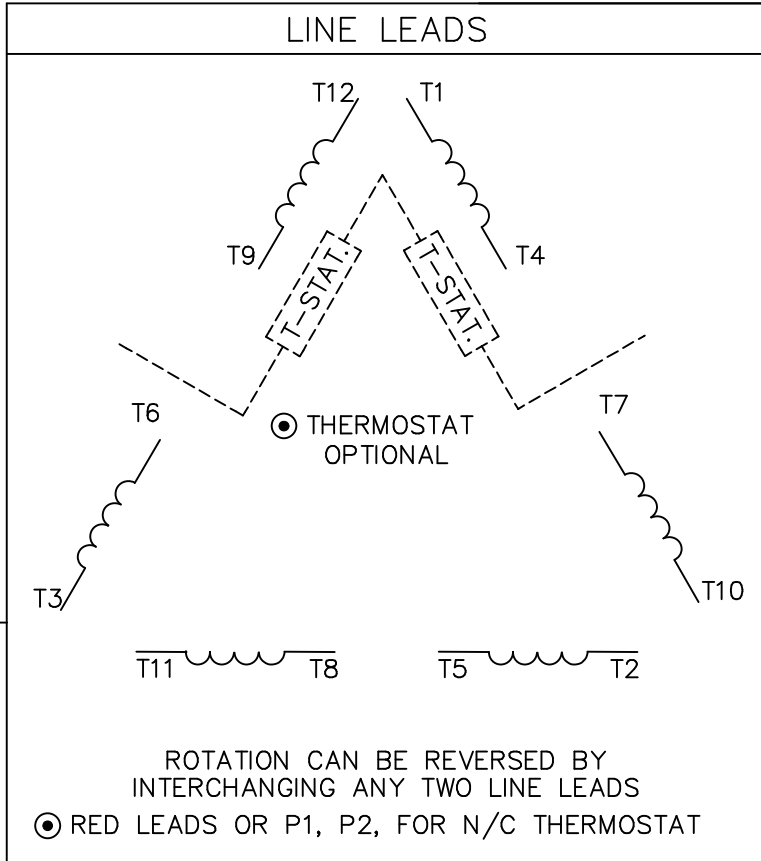 LINE LEADS
T12 T1
T9 T4
T-STAT. T-STAT.
T6 T7
THERMOSTAT
OPTIONAL
T3 T10
T11 T8 T5 T2
ROTATION CAN BE REVERSED BY
INTERCHANGING ANY TWO LINE LEADS
RED LEADS OR P1, P2, FOR N/C THERMOSTAT